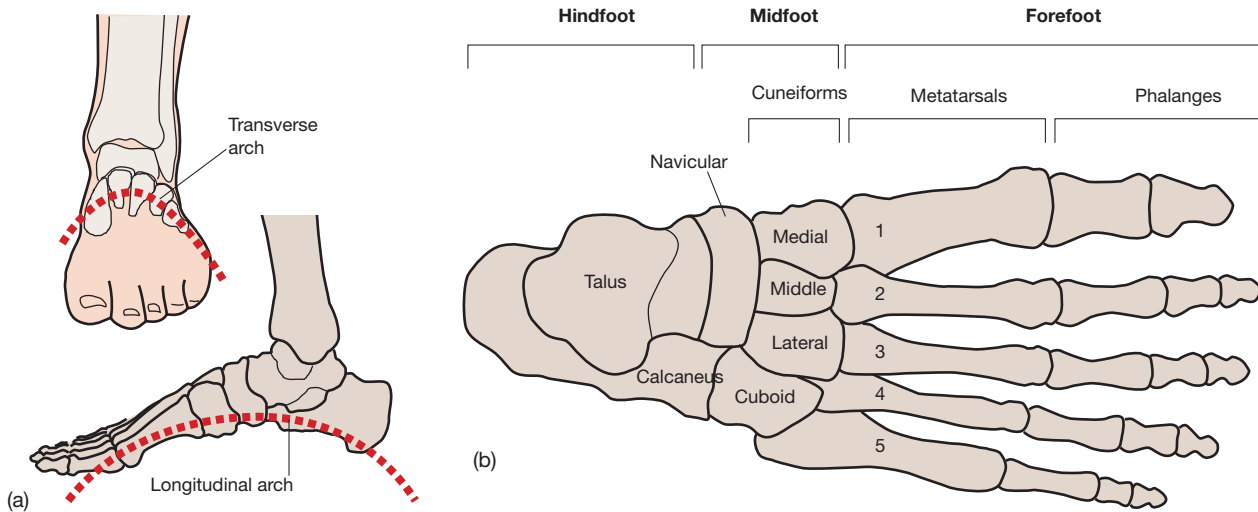 Transverse
arch
Longitudinal arch
(a)
Hindfoot
Midfoot
Forefoot
Cuneiforms
Metatarsals
Phalanges
Navicular
Medial
1
Talus
Middle
2
Lateral
3
Calcaneus
4
Cuboid
5
(b)